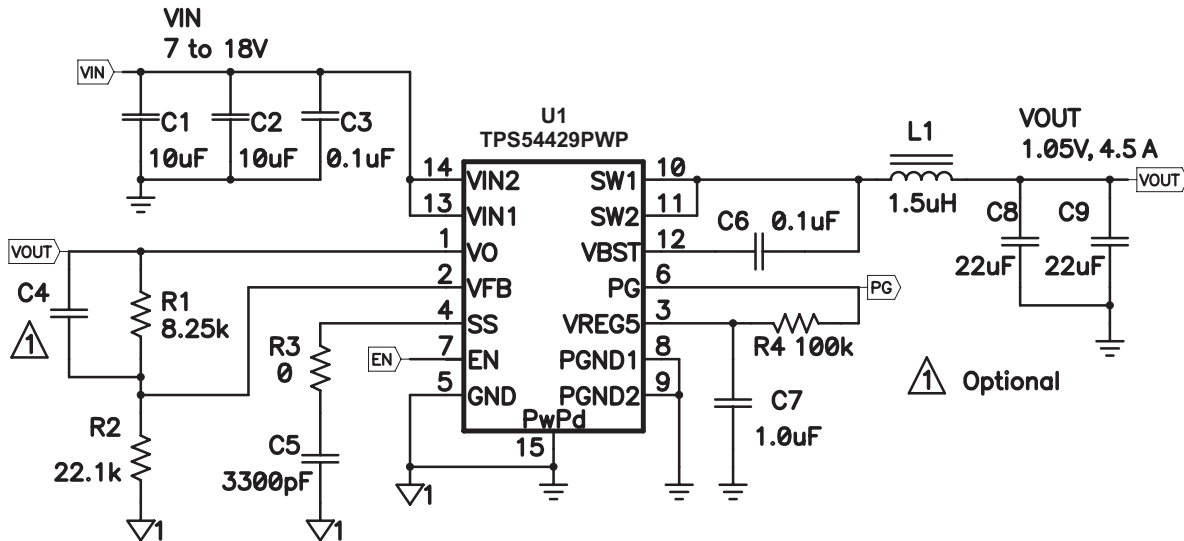 VIN
7 to 18V
VIN
C1
10uF
C2
10uF
C3
0.1uF
U1
TPS54429PWP
14 VIN2
13 VIN1
1 VO
2 VFB
4 SS
7 EN
5 GND
SW1 10
SW2 11
VBST 12
PG 6
VREG5 3
PGND1 8
PGND2 9
PwPd
15
L1
1.5uH
VOUT
1.05V, 4.5 A
VOUT
C6 0.1uF
C8
22uF
C9
22uF
PG
R4 100k
C7
1.0uF
1 Optional
VOUT
C4
1
R1
8.25k
R2
22.1k
R3
0
C5
3300pF
EN
1
1
1